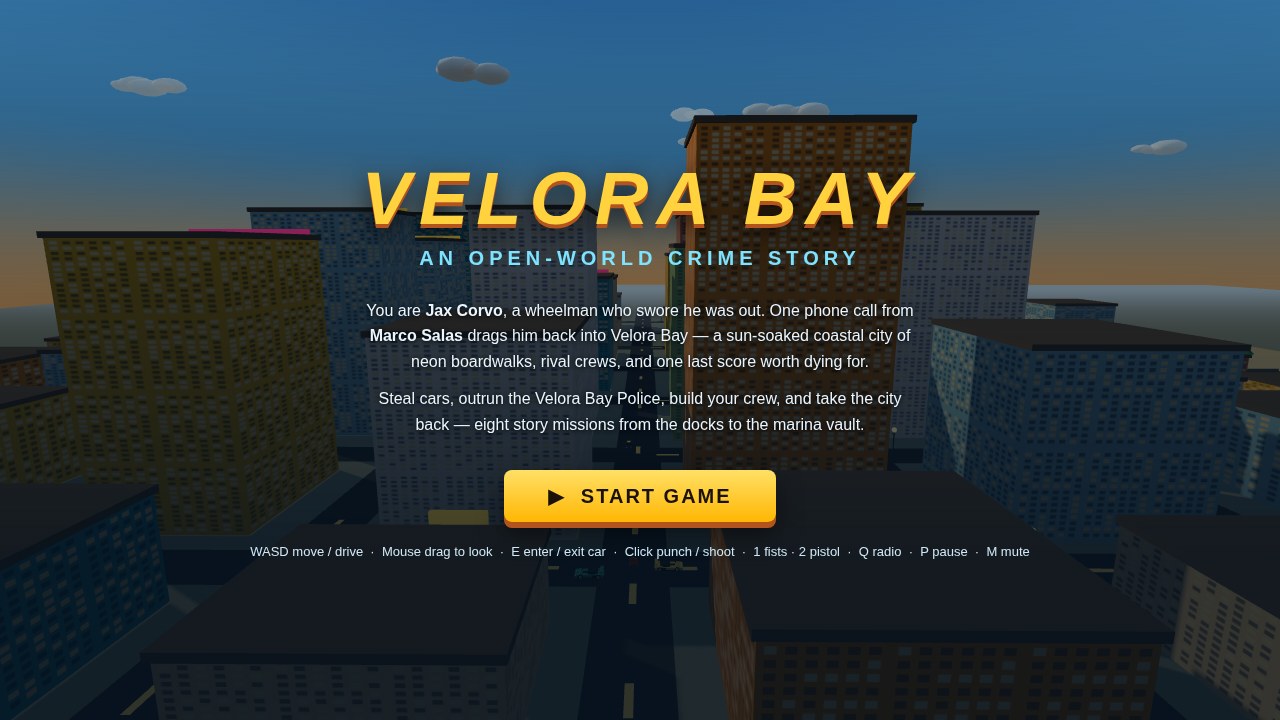 VELORA BAY
AN OPEN-WORLD CRIME STORY
You are Jax Corvo, a wheelman who swore he was out. One phone call from
Marco Salas drags him back into Velora Bay — a sun-soaked coastal city of
neon boardwalks, rival crews, and one last score worth dying for.
Steal cars, outrun the Velora Bay Police, build your crew, and take the city
back — eight story missions from the docks to the marina vault.
▶ START GAME
WASD move / drive · Mouse drag to look · E enter / exit car · Click punch / shoot · 1 fists · 2 pistol · Q radio · P pause · M mute